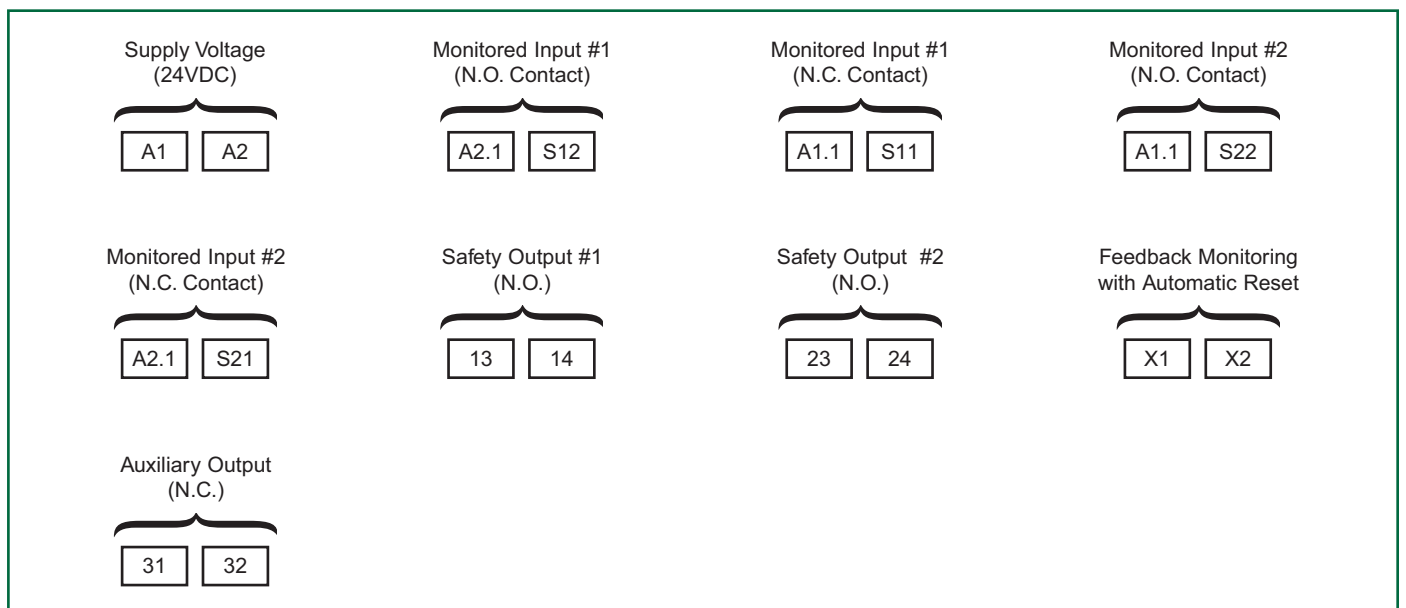 Supply Voltage
(24VDC)
A1 A2
Monitored Input #1
(N.O. Contact)
A2.1 S12
Monitored Input #1
(N.C. Contact)
A1.1 S11
Monitored Input #2
(N.O. Contact)
A1.1 S22
Monitored Input #2
(N.C. Contact)
A2.1 S21
Safety Output #1
(N.O.)
13 14
Safety Output #2
(N.O.)
23 24
Feedback Monitoring
with Automatic Reset
X1 X2
Auxiliary Output
(N.C.)
31 32